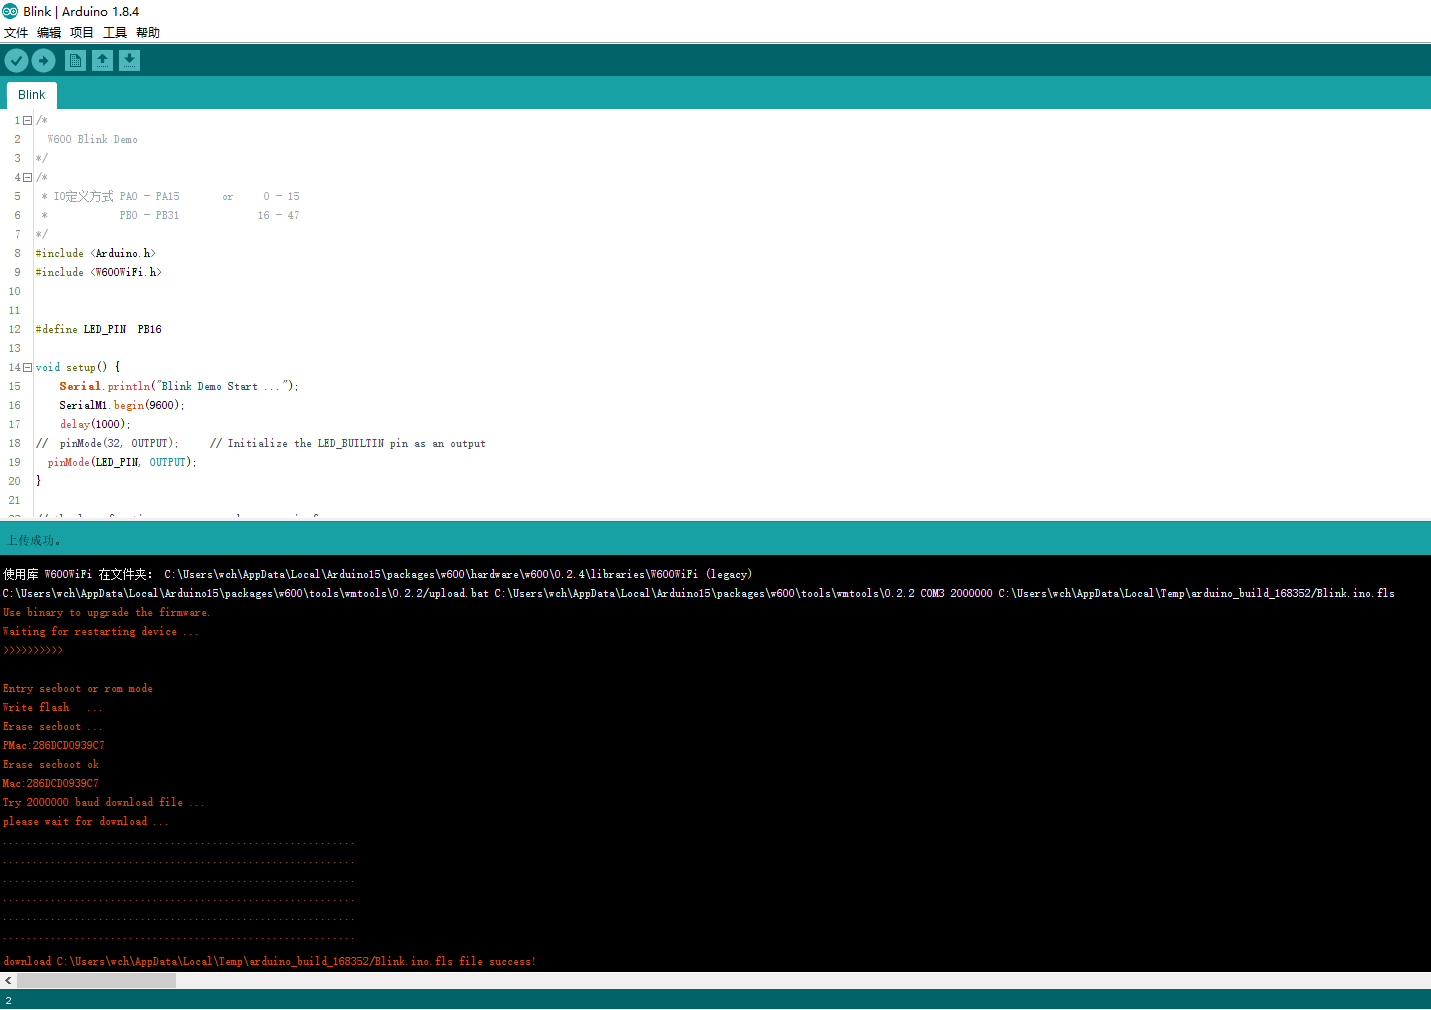 Blink | Arduino 1.8.4
文件 编辑 项目 工具 帮助
Blink
1 /*
2 W600 Blink Demo
3 */
4 /*
5 * IO定义方式 PA0 - PA15 or 0 - 15
6 * PB0 - PB31 16 - 47
7 */
8 #include <Arduino.h>
9 #include <W600WiFi.h>
10
11
12 #define LED_PIN PB16
13
14 void setup() {
15 Serial.println("Blink Demo Start ...");
16 SerialM1.begin(9600);
17 delay(1000);
18 // pinMode(32, OUTPUT); // Initialize the LED_BUILTIN pin as an output
19 pinMode(LED_PIN, OUTPUT);
20 }
21
上传成功。
使用库 W600WiFi 在文件夹： C:\Users\wch\AppData\Local\Arduino15\packages\w600\hardware\w600\0.2.4\libraries\W600WiFi (legacy)
C:\Users\wch\AppData\Local\Arduino15\packages\w600\tools\wmtools\0.2.2/upload.bat C:\Users\wch\AppData\Local\Arduino15\packages\w600\tools\wmtools\0.2.2 COM3 2000000 C:\Users\wch\AppData\Local\Temp\arduino_build_168352/Blink.ino.fls
Use binary to upgrade the firmware.
Waiting for restarting device ...
>>>>>>>>>>
Entry secboot or rom mode
Write flash ...
Erase secboot ...
PMac:286DCD0939C7
Erase secboot ok
Mac:286DCD0939C7
Try 2000000 baud download file ...
please wait for download ...
...........................................................
...........................................................
...........................................................
...........................................................
...........................................................
...........................................................
download C:\Users\wch\AppData\Local\Temp\arduino_build_168352/Blink.ino.fls file success!
2